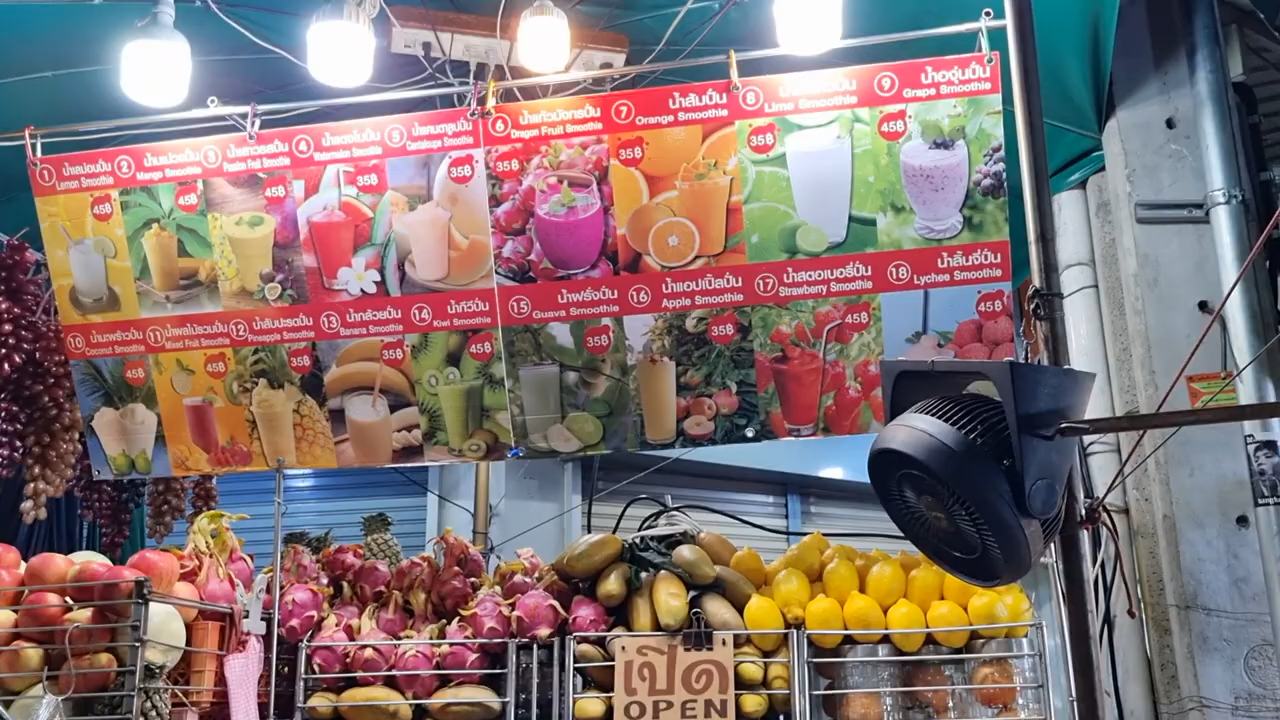 ① น้ำเลม่อนปั่น
Lemon Smoothie
45฿
② น้ำมะม่วงปั่น
Mango Smoothie
45฿
③ น้ำเสาวรสปั่น
Passion Fruit Smoothie
45฿
④ น้ำแตงโมปั่น
Watermelon Smoothie
35฿
⑤ น้ำแคนตาลูปปั่น
Cantaloupe Smoothie
35฿
⑥ น้ำแก้วมังกรปั่น
Dragon Fruit Smoothie
35฿
⑦ น้ำส้มปั่น
Orange Smoothie
35฿
⑧
Lime Smoothie
35฿
⑨ น้ำองุ่นปั่น
Grape Smoothie
45฿
⑩ น้ำมะพร้าวปั่น
Coconut Smoothie
45฿
⑪ น้ำผลไม้รวมปั่น
Mixed Fruit Smoothie
45฿
⑫ น้ำสับปะรดปั่น
Pineapple Smoothie
35฿
⑬ น้ำกล้วยปั่น
Banana Smoothie
35฿
⑭ น้ำกีวีปั่น
Kiwi Smoothie
45฿
⑮ น้ำฝรั่งปั่น
Guava Smoothie
35฿
⑯ น้ำแอปเปิ้ลปั่น
Apple Smoothie
35฿
⑰ น้ำสตอเบอรี่ปั่น
Strawberry Smoothie
45฿
⑱ น้ำลิ้นจี่ปั่น
Lychee Smoothie
45฿
เปิด
OPEN